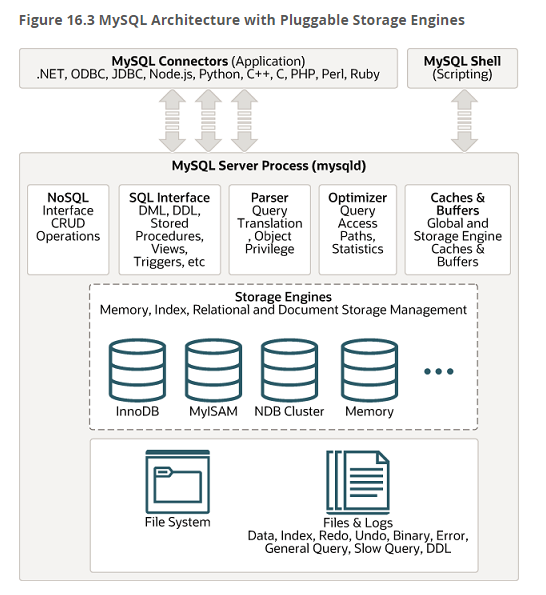 Figure 16.3 MySQL Architecture with Pluggable Storage Engines
MySQL Connectors (Application)
.NET, ODBC, JDBC, Node.js, Python, C++, C, PHP, Perl, Ruby
MySQL Shell
(Scripting)
MySQL Server Process (mysqld)
NoSQL
Interface
CRUD
Operations
SQL Interface
DML, DDL,
Stored
Procedures,
Views,
Triggers, etc
Parser
Query
Translation
, Object
Privilege
Optimizer
Query
Access
Paths,
Statistics
Caches &
Buffers
Global and
Storage Engine
Caches &
Buffers
Storage Engines
Memory, Index, Relational and Document Storage Management
InnoDB
MyISAM
NDB Cluster
Memory
File System
Files & Logs
Data, Index, Redo, Undo, Binary, Error,
General Query, Slow Query, DDL